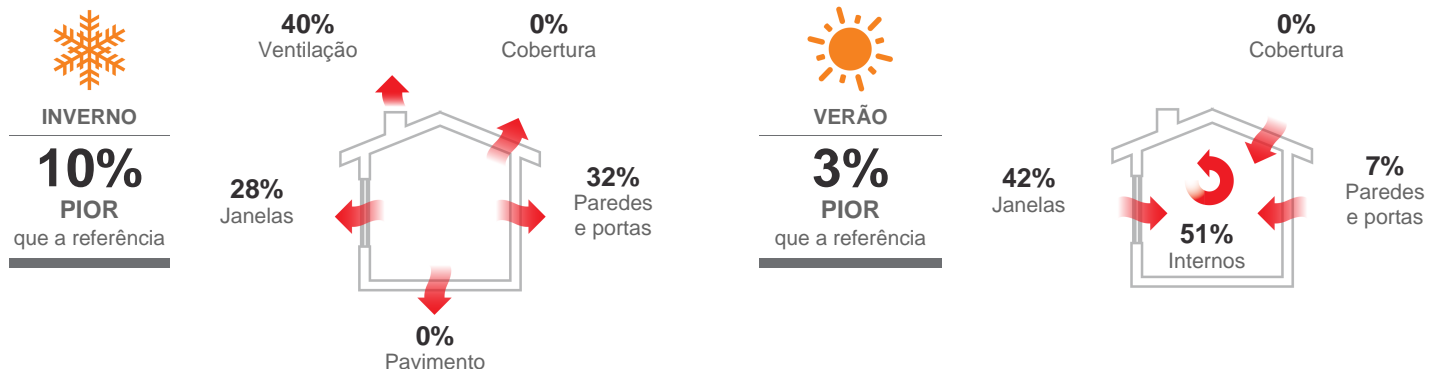 INVERNO
10%
PIOR
que a referência
40%
Ventilação
0%
Cobertura
28%
Janelas
32%
Paredes
e portas
0%
Pavimento
VERÃO
3%
PIOR
que a referência
0%
Cobertura
42%
Janelas
7%
Paredes
e portas
51%
Internos